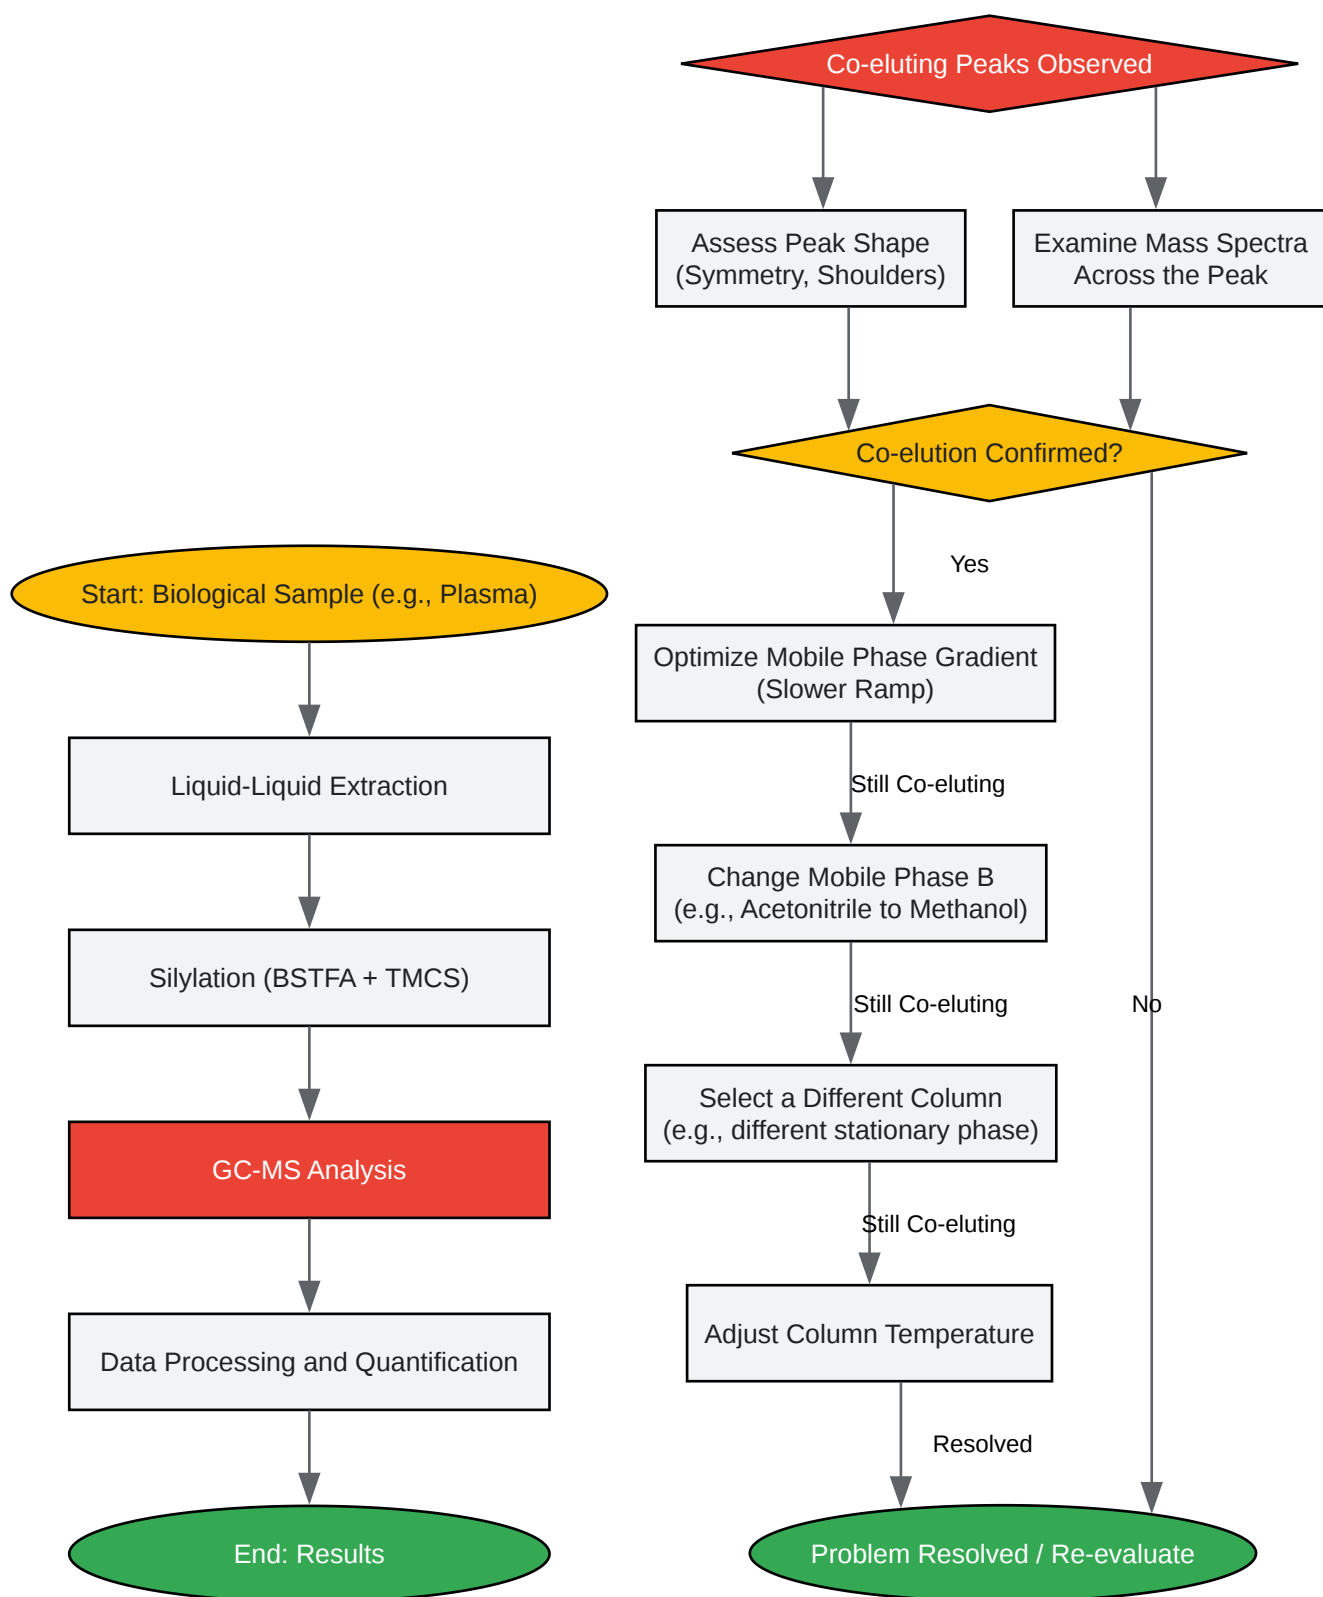 Co-eluting Peaks Observed
Assess Peak Shape
(Symmetry, Shoulders)
Examine Mass Spectra
Across the Peak
Co-elution Confirmed?
Yes
No
Optimize Mobile Phase Gradient
(Slower Ramp)
Still Co-eluting
Change Mobile Phase B
(e.g., Acetonitrile to Methanol)
Still Co-eluting
Select a Different Column
(e.g., different stationary phase)
Still Co-eluting
Adjust Column Temperature
Resolved
Problem Resolved / Re-evaluate
Start: Biological Sample (e.g., Plasma)
Liquid-Liquid Extraction
Silylation (BSTFA + TMCS)
GC-MS Analysis
Data Processing and Quantification
End: Results